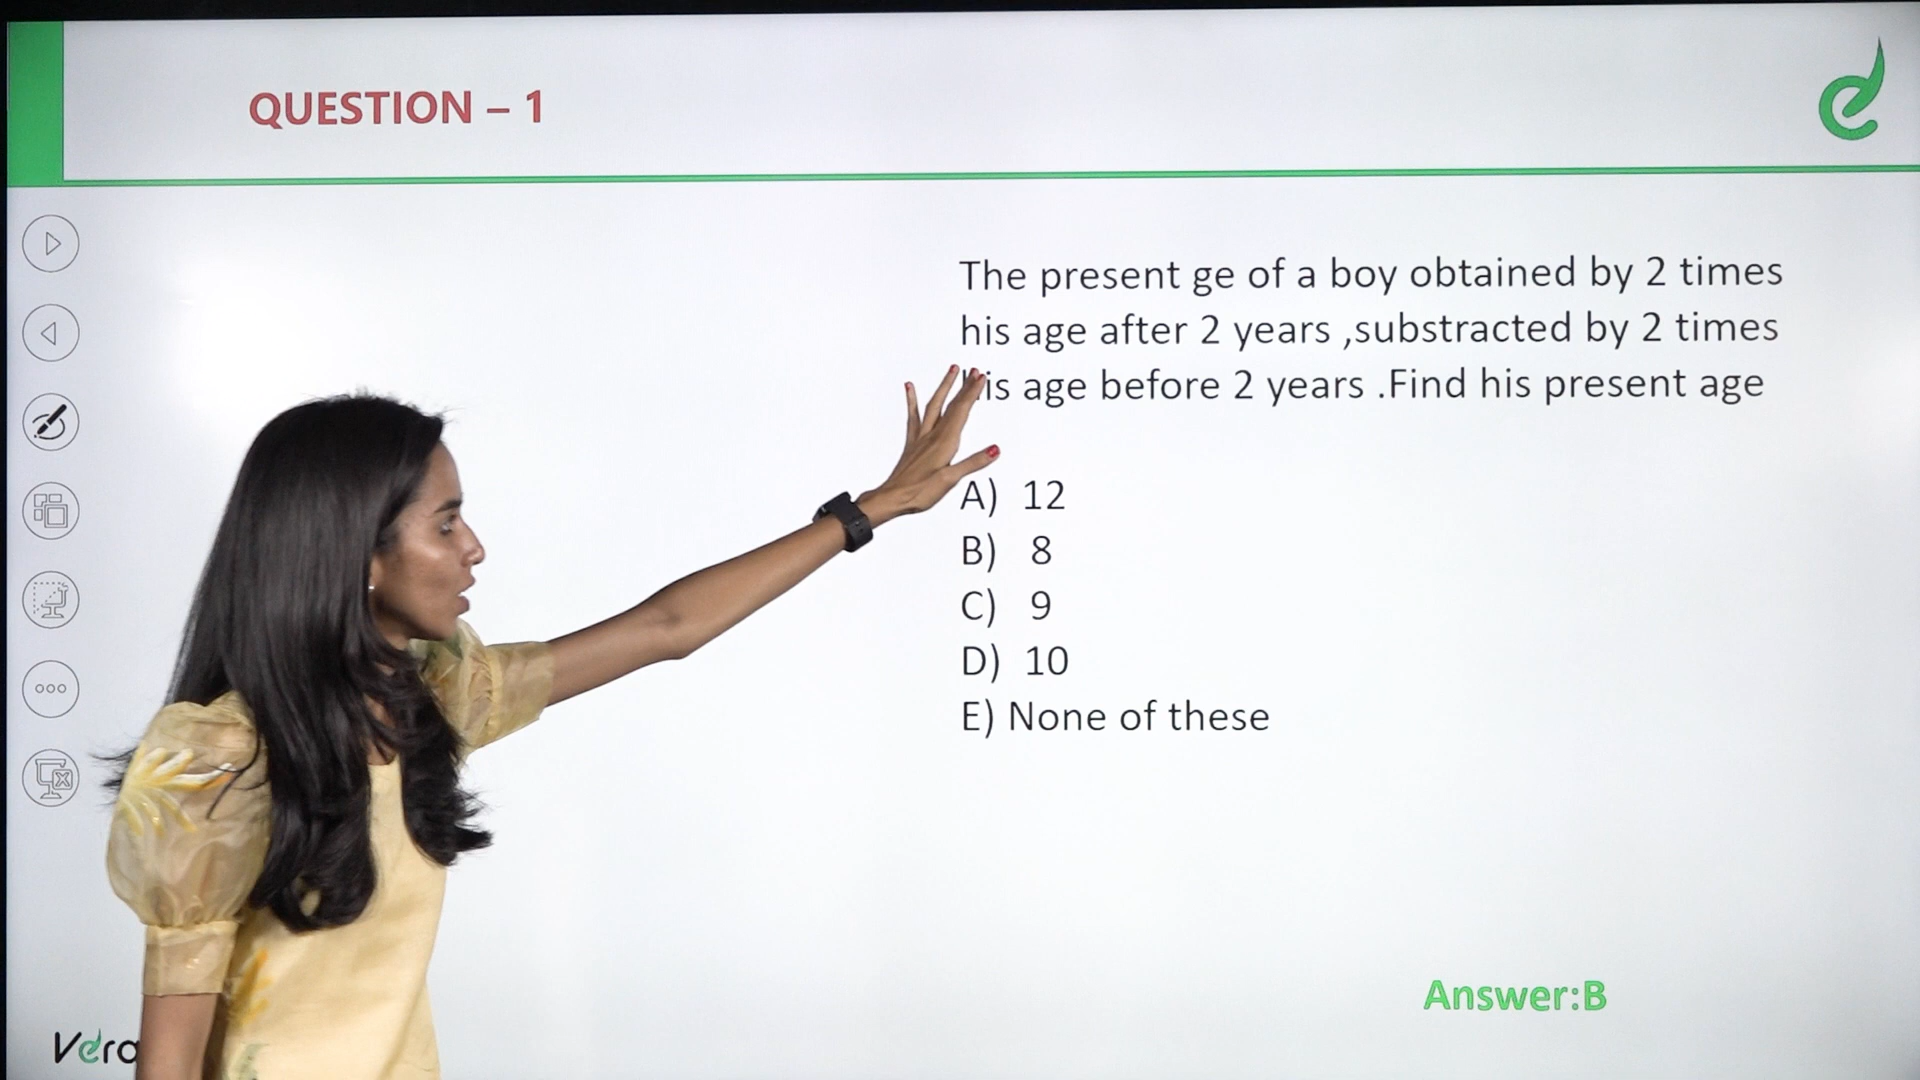 QUESTION – 1
The present ge of a boy obtained by 2 times
his age after 2 years ,substracted by 2 times
his age before 2 years .Find his present age
A) 12
B) 8
C) 9
D) 10
E) None of these
Answer:B